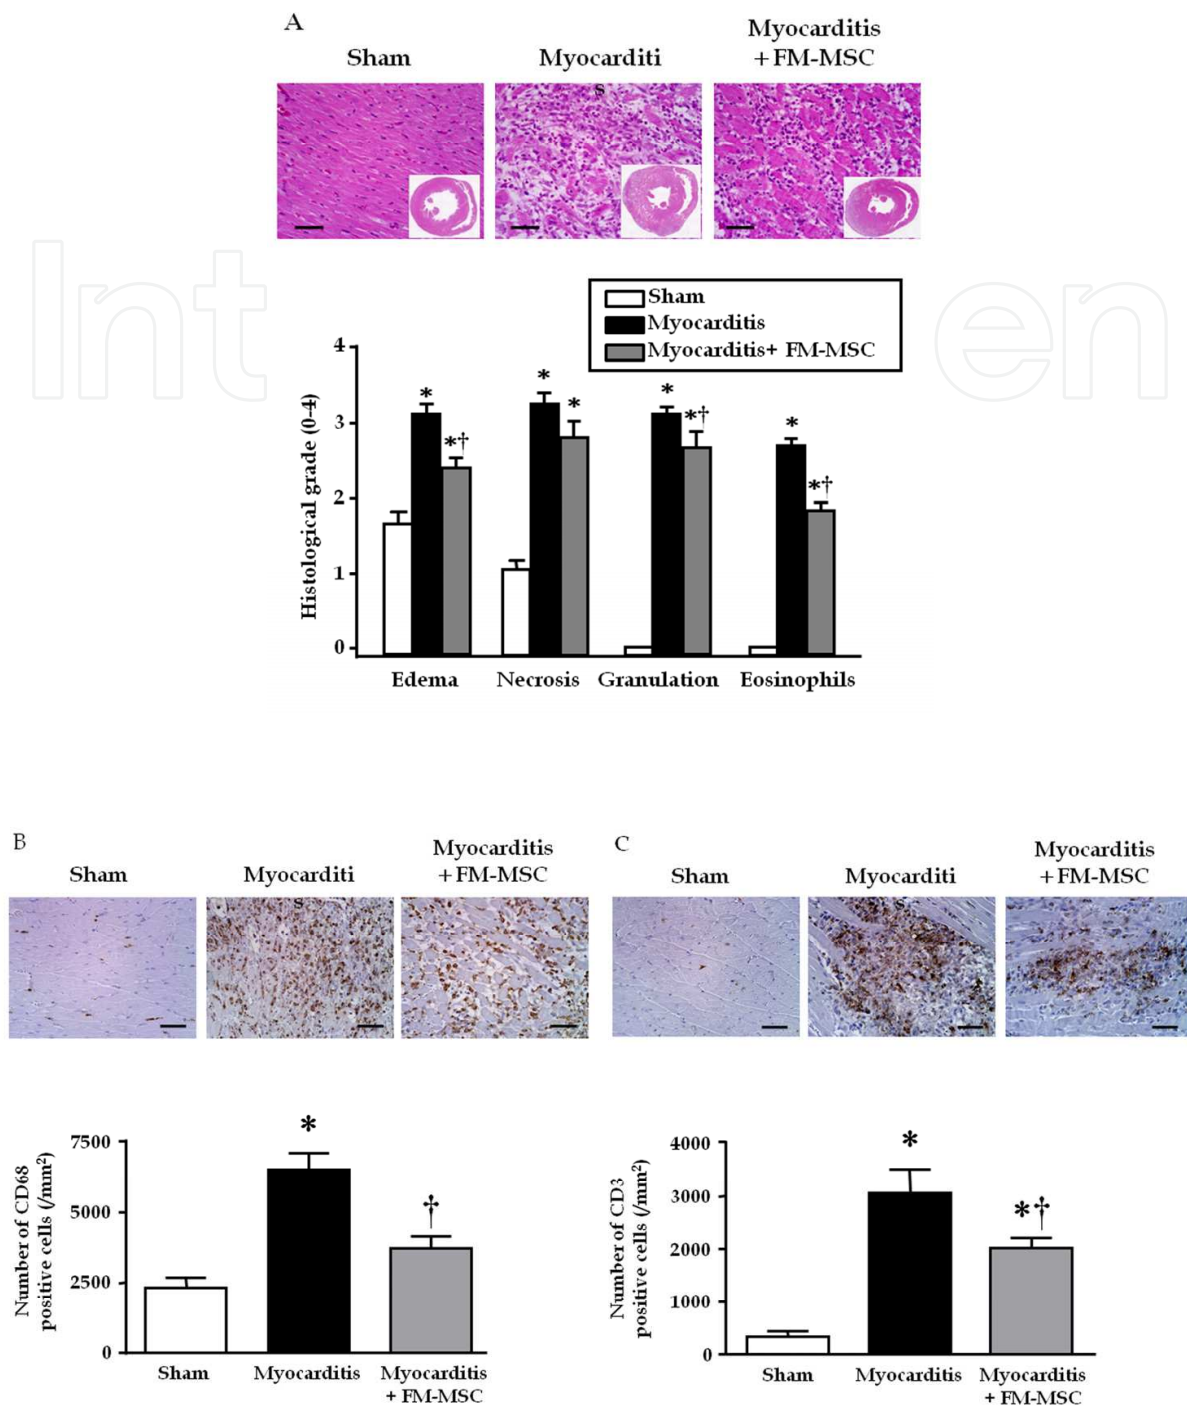 A
Sham
Myocarditi
s
Myocarditis
+FM-MSC
Int
en
Sham
Myocarditis
Myocarditis+ FM-MSC
Histological grade (0-4)
4
3
2
1
0
*
*†
*
*
*
*†
*
*†
Edema
Necrosis
Granulation
Eosinophils
B
Sham
Myocarditi
s
Myocarditis
+FM-MSC
Number of CD68
positive cells (/mm²)
7500
5000
2500
0
*
†
Sham
Myocarditis
Myocarditis
+ FM-MSC
C
Sham
Myocarditi
s
Myocarditis
+FM-MSC
Number of CD3
positive cells (/mm²)
4000
3000
2000
1000
0
*
*†
Sham
Myocarditis
Myocarditis
+ FM-MSC